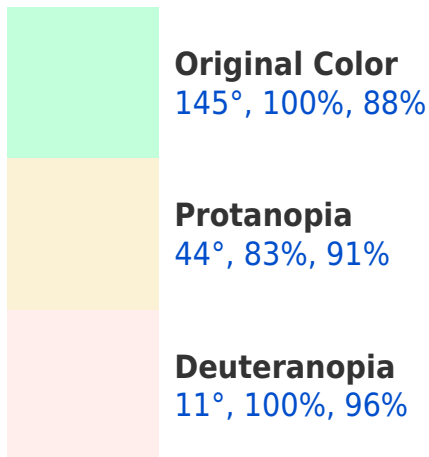 Original Color
145°, 100%, 88%
Protanopia
44°, 83%, 91%
Deuteranopia
11°, 100%, 96%